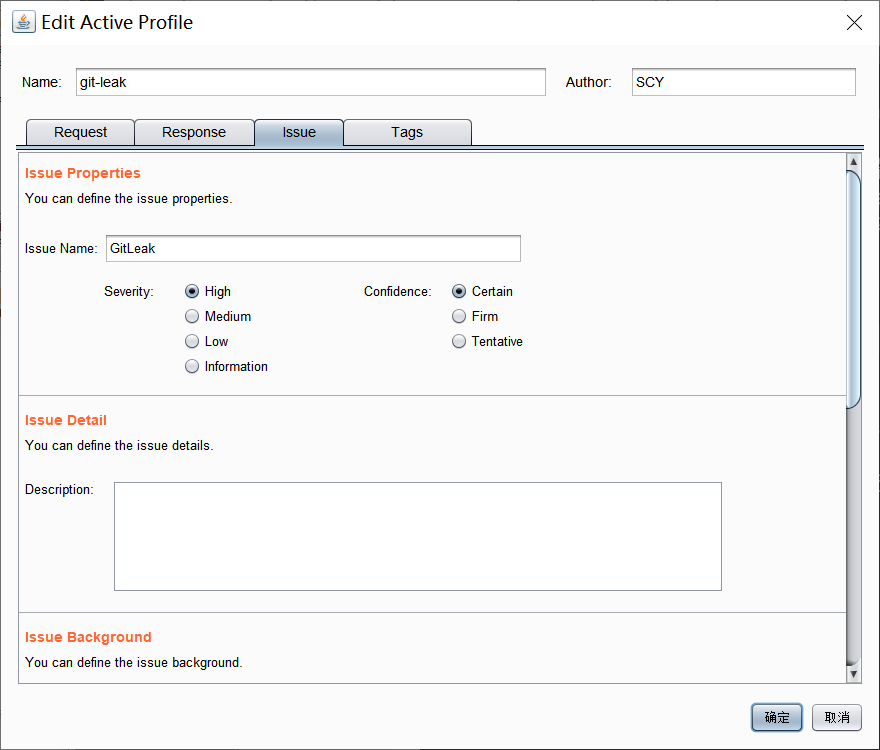 Edit Active Profile
Name: git-leak Author: SCY
Request Response Issue Tags
Issue Properties
You can define the issue properties.
Issue Name: GitLeak
Severity: High Confidence: Certain
Medium Firm
Low Tentative
Information
Issue Detail
You can define the issue details.
Description:
Issue Background
You can define the issue background.
确定 取消